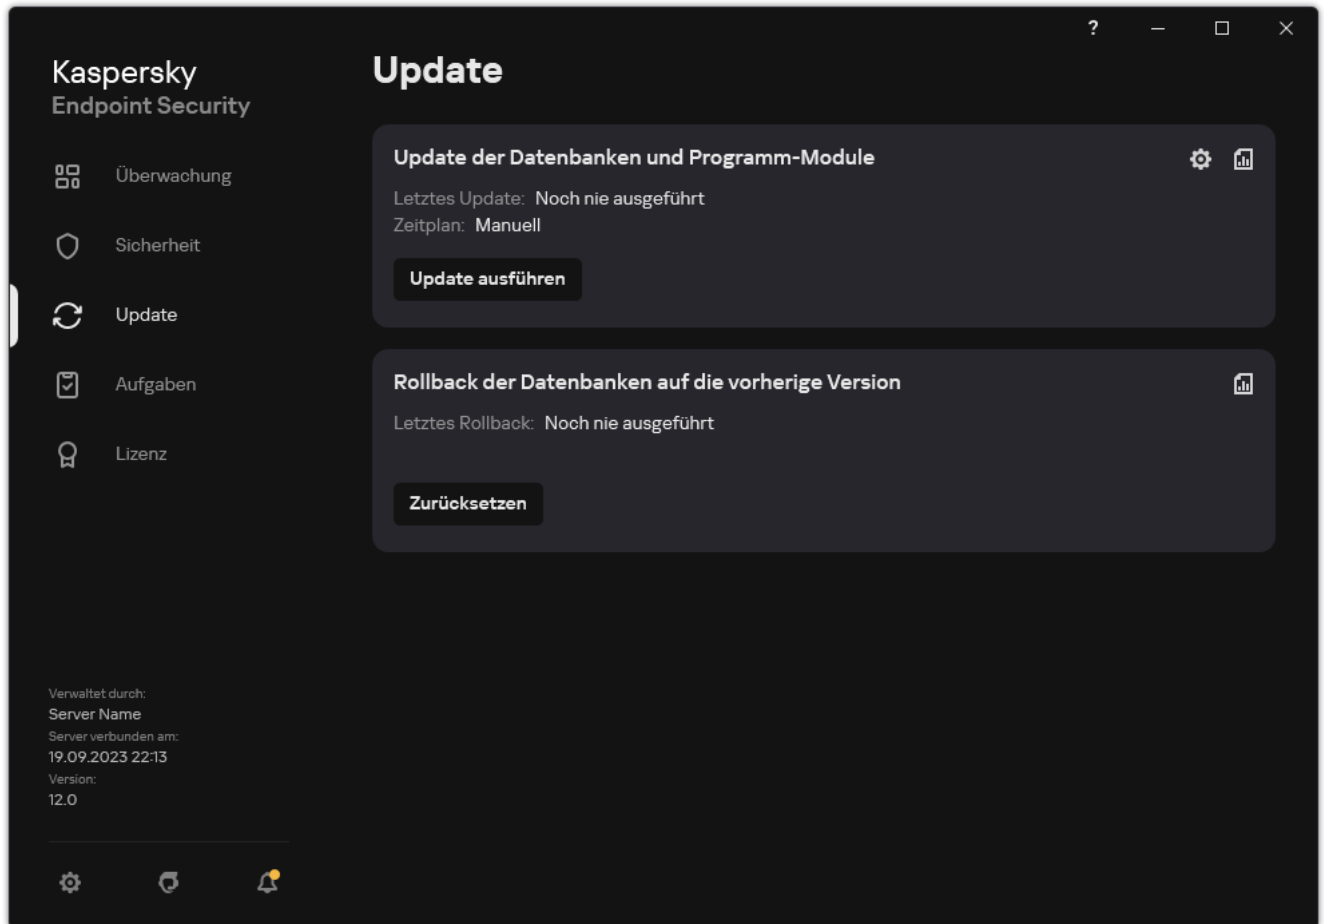 ?
Kaspersky
Endpoint Security
Überwachung
Sicherheit
Update
Aufgaben
Lizenz
Verwaltet durch:
Server Name
Server verbunden am:
19.09.2023 22:13
Version:
12.0
Update
Update der Datenbanken und Programm-Module
Letztes Update: Noch nie ausgeführt
Zeitplan: Manuell
Update ausführen
Rollback der Datenbanken auf die vorherige Version
Letztes Rollback: Noch nie ausgeführt
Zurücksetzen